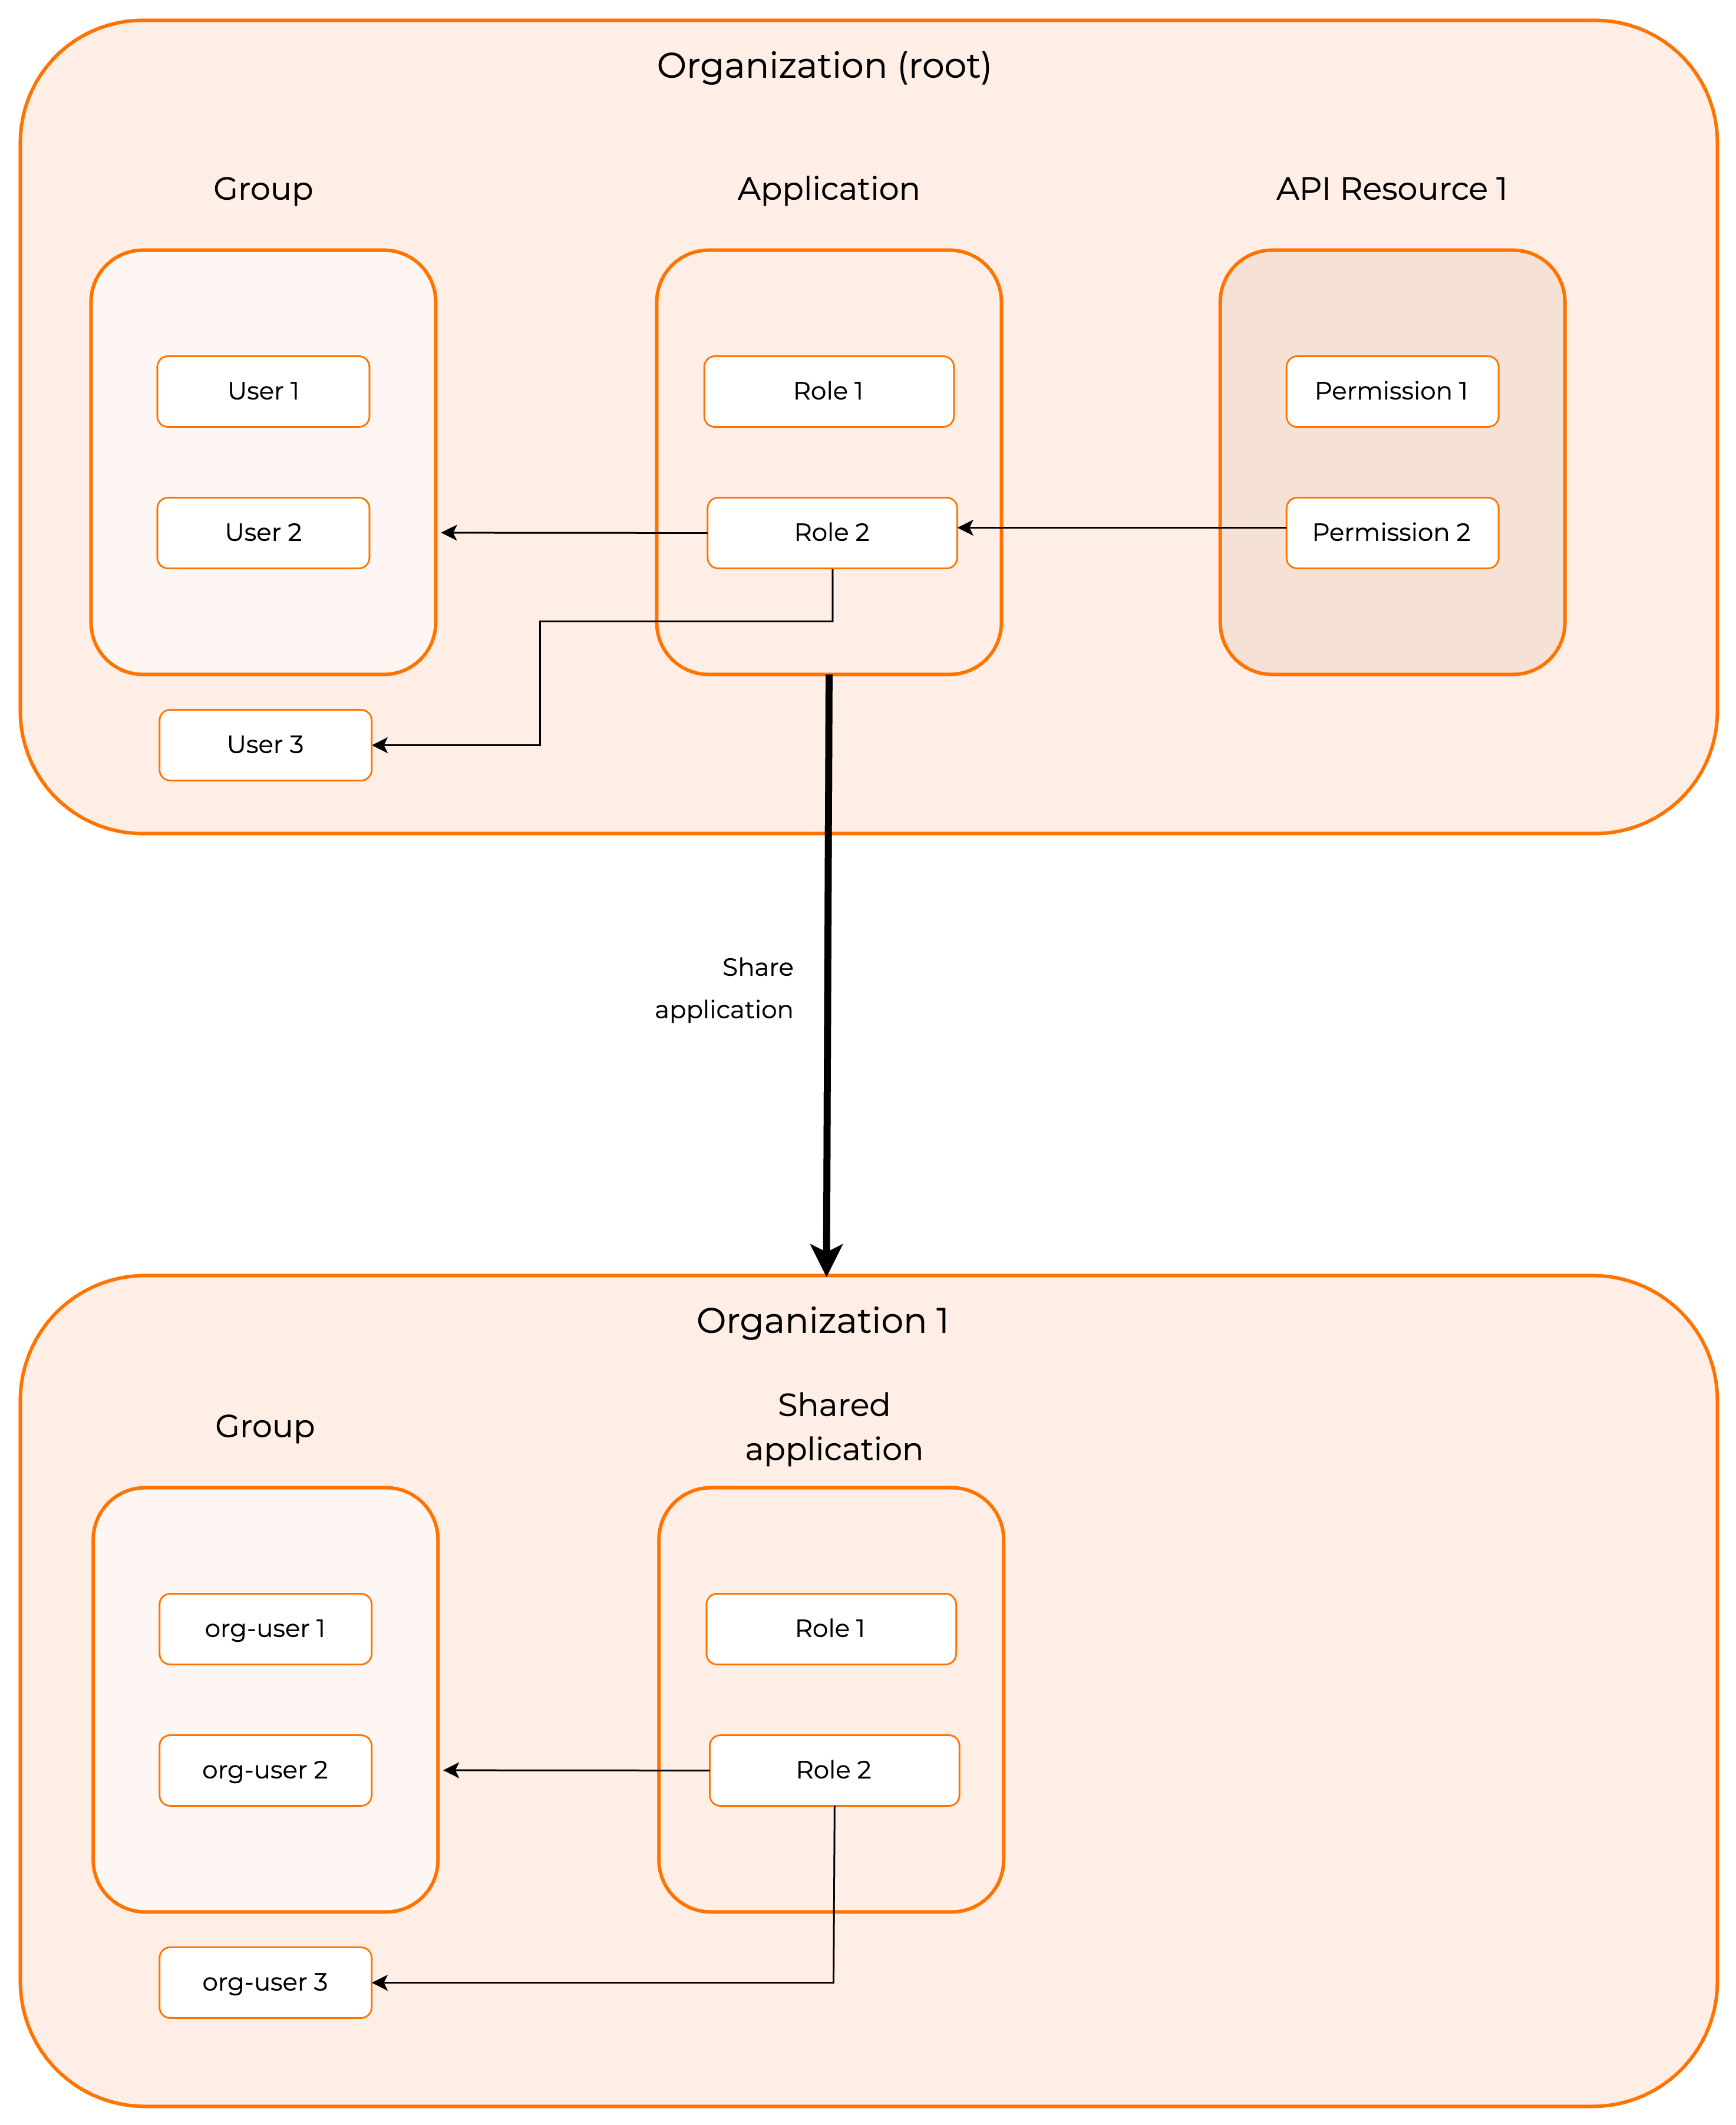 Organization (root)
Group
Application
API Resource 1
User 1
Role 1
Permission 1
User 2
Role 2
Permission 2
User 3
Share
application
Organization 1
Group
Shared
application
org-user 1
Role 1
org-user 2
Role 2
org-user 3